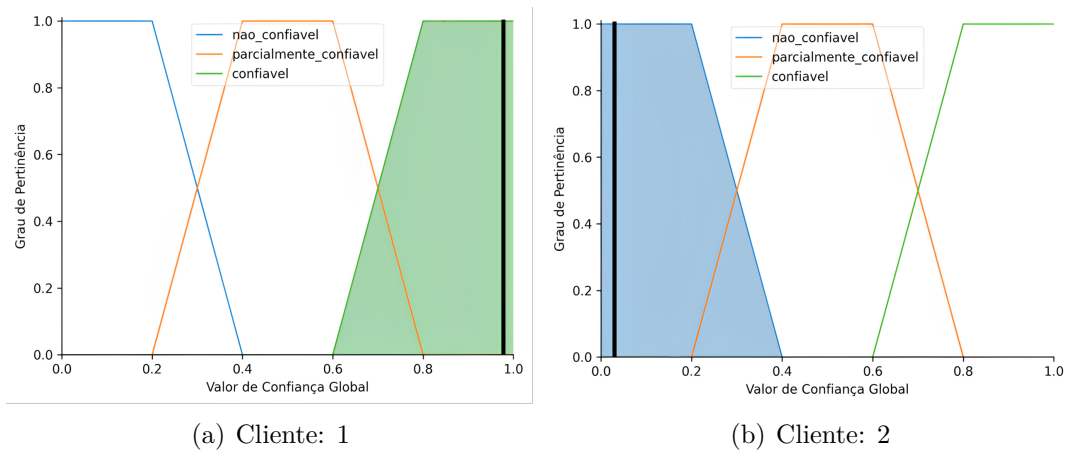 1.0
0.8
0.6
0.4
0.2
0.0
Grau de Pertinência
nao_confiavel
parcialmente_confiavel
confiavel
0.0 0.2 0.4 0.6 0.8 1.0
Valor de Confiança Global
(a) Cliente: 1
1.0
0.8
0.6
0.4
0.2
0.0
Grau de Pertinência
nao_confiavel
parcialmente_confiavel
confiavel
0.0 0.2 0.4 0.6 0.8 1.0
Valor de Confiança Global
(b) Cliente: 2